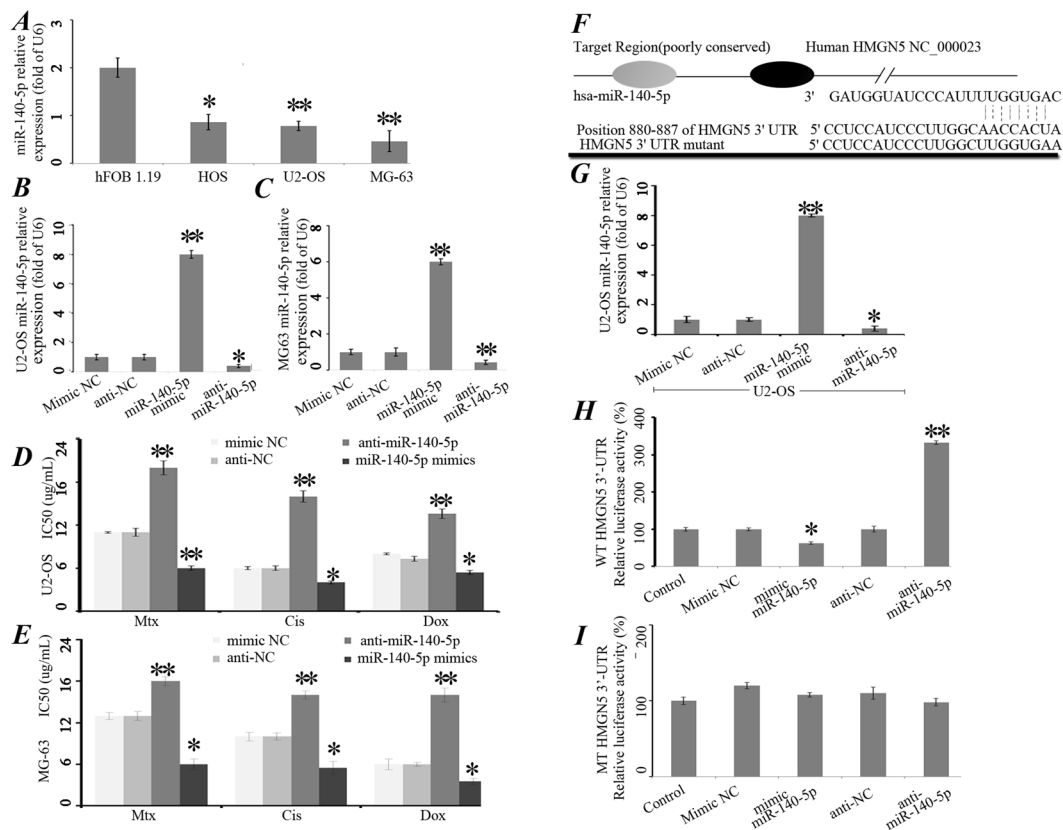 A
miR-140-5p relative
expression (fold of U6)
3
2
1
0
*
**
**
hFOB 1.19
HOS
U2-OS
MG-63
B
U2-OS miR-140-5p relative
expression (fold of U6)
10
8
6
4
2
0
**
*
Mimic NC
anti-NC
miR-140-5p
mimic
anti-
miR-140-5p
C
MG63 miR-140-5p relative
expression (fold of U6)
8
6
4
2
0
**
**
Mimic NC
anti-NC
miR-140-5p
mimic
anti-
miR-140-5p
D
U2-OS IC50 (ug/mL)
24
16
12
6
0
mimic NC
anti-NC
anti-miR-140-5p
miR-140-5p mimics
**
**
**
*
**
*
Mtx
Cis
Dox
E
MG-63 IC50 (ug/mL)
24
16
12
6
0
mimic NC
anti-NC
anti-miR-140-5p
miR-140-5p mimics
**
*
**
*
**
*
Mtx
Cis
Dox
F
Target Region(poorly conserved) Human HMGN5 NC_000023
hsa-miR-140-5p 3' GAUGGUAUCCCAUUUUGGUGAC
Position 880-887 of HMGN5 3' UTR 5' CCUCCAUCCCUUGGCAACCACUA
HMGN5 3' UTR mutant 5' CCUCCAUCCCUUGGCUUGGUGAA
G
U2-OS miR-140-5p relative
expression (fold of U6)
10
8
6
4
2
0
**
*
Mimic NC
anti-NC
miR-140-5p
mimic
anti-
miR-140-5p
U2-OS
H
WT HMGN5 3'-UTR
Relative luciferase activity (%)
400
300
200
100
0
*
**
Control
Mimic NC
mimic
miR-140-5p
anti-NC
anti-
miR-140-5p
I
MT HMGN5 3'-UTR
Relative luciferase activity (%)
200
100
0
Control
Mimic NC
mimic
miR-140-5p
anti-NC
anti-
miR-140-5p